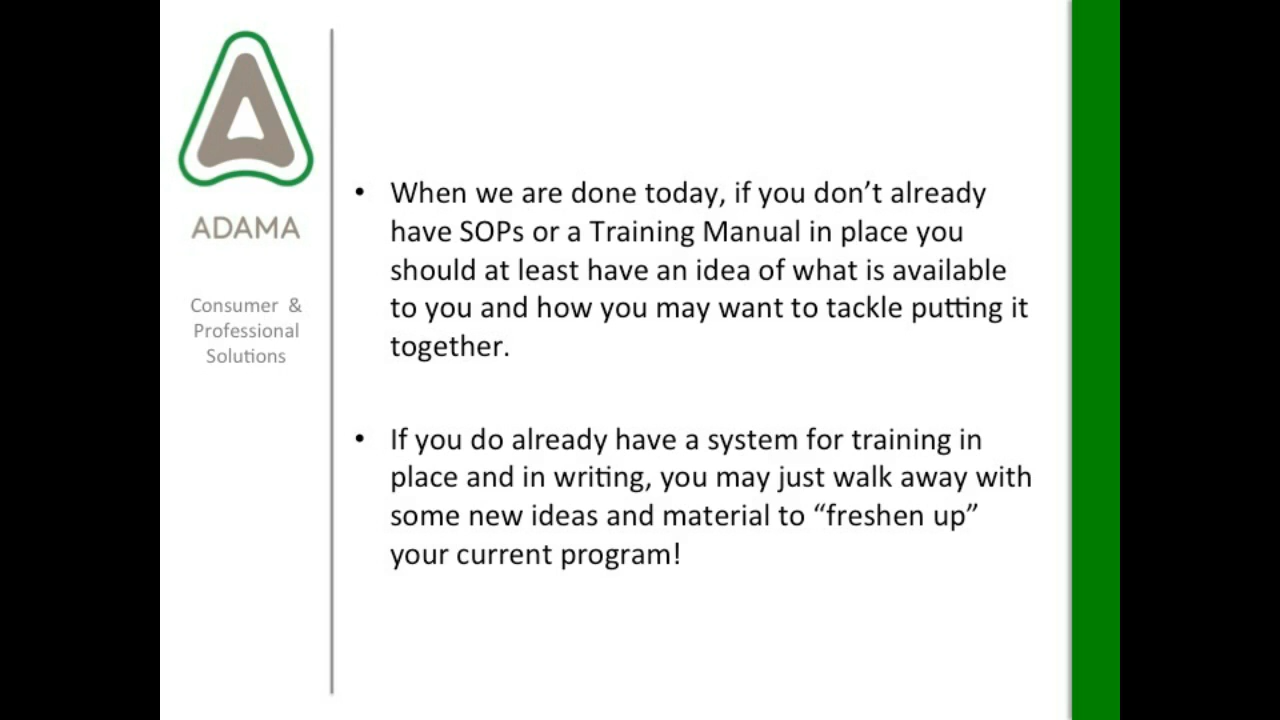 ADAMA
Consumer &
Professional
Solutions
• When we are done today, if you don’t already
have SOPs or a Training Manual in place you
should at least have an idea of what is available
to you and how you may want to tackle putting it
together.
• If you do already have a system for training in
place and in writing, you may just walk away with
some new ideas and material to “freshen up”
your current program!